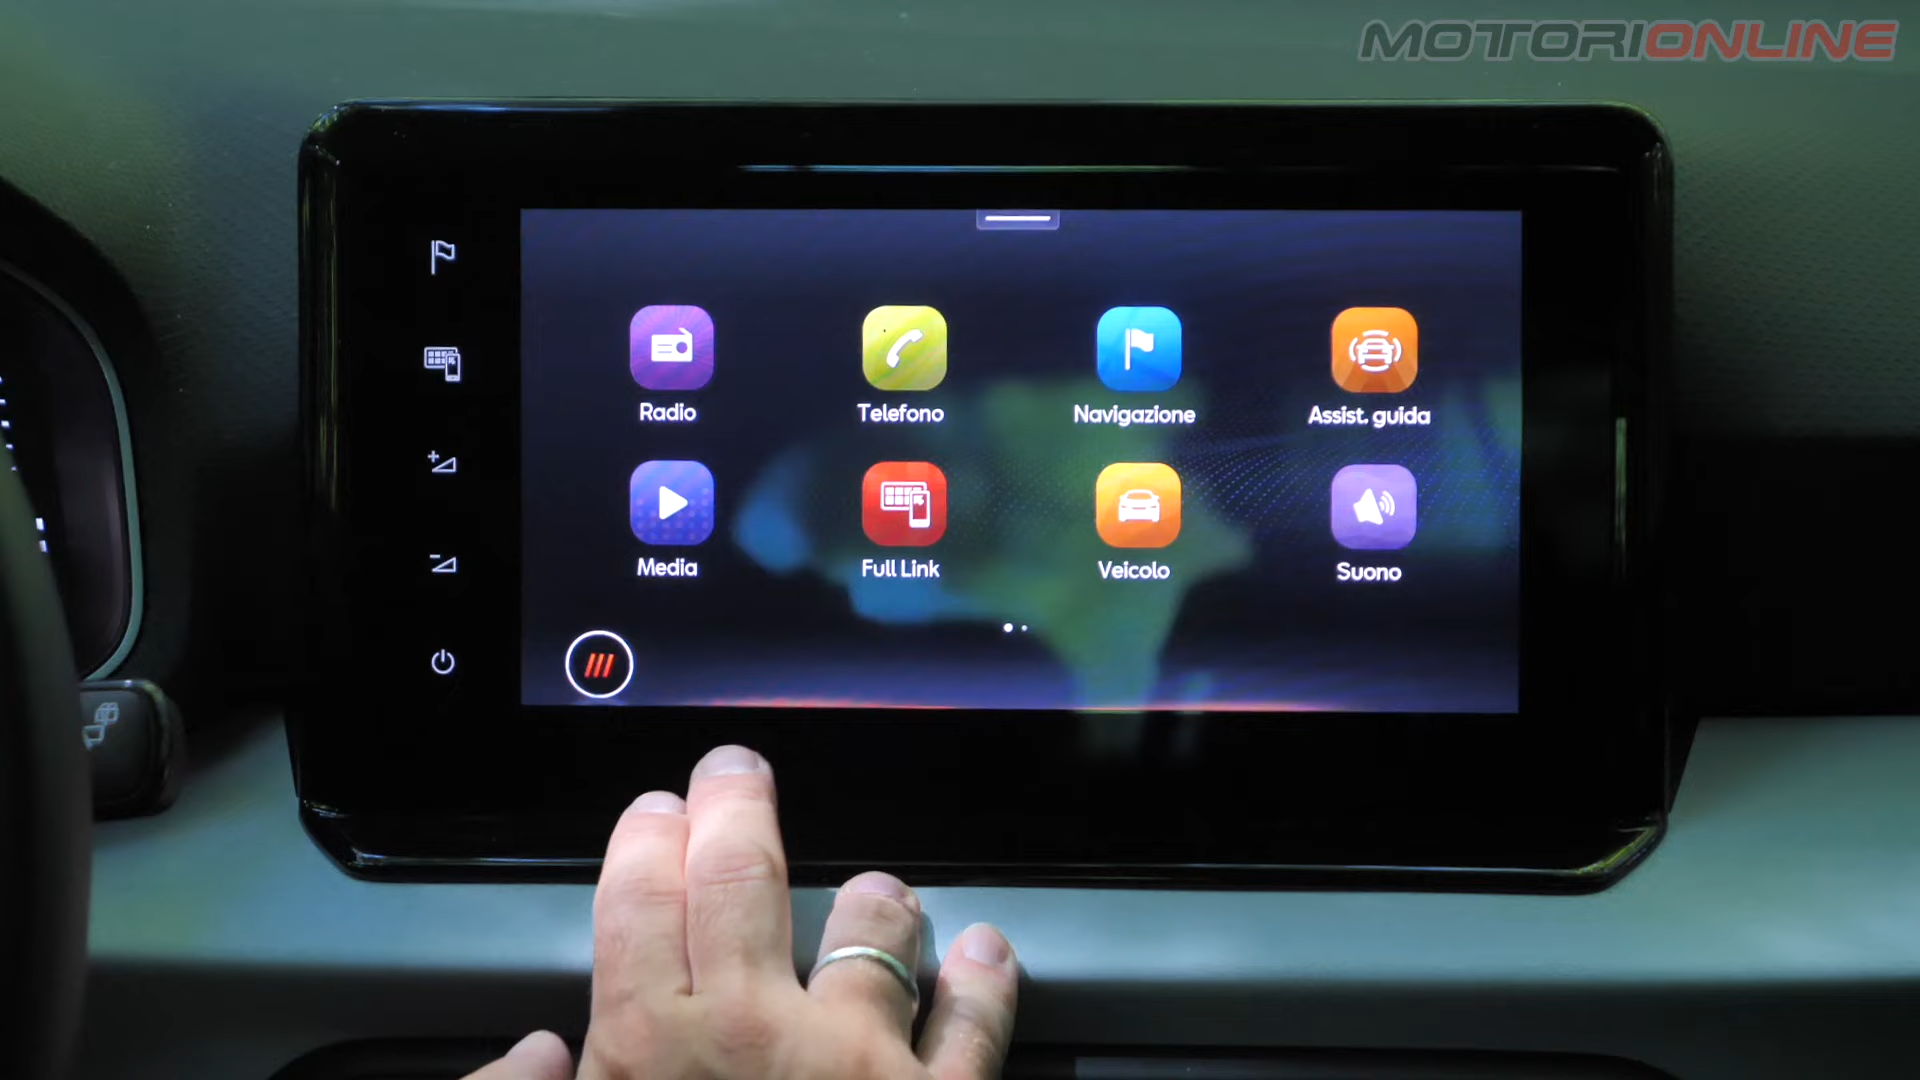 MOTORIONLINE
Radio
Telefono
Navigazione
Assist. guida
Media
Full Link
Veicolo
Suono